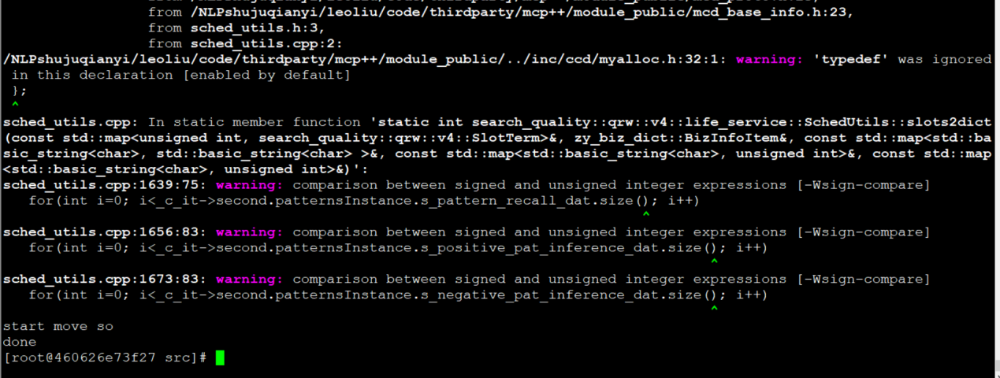 from /NLPshujuqianyi/leoliu/code/thirdparty/mcp++/module_public/mcd_base_info.h:23,
from sched_utils.h:3,
from sched_utils.cpp:2:
/NLPshujuqianyi/leoliu/code/thirdparty/mcp++/module_public/../inc/ccd/myalloc.h:32:1: warning: 'typedef' was ignored
in this declaration [enabled by default]
};
^
sched_utils.cpp: In static member function 'static int search_quality::qrw::v4::life_service::SchedUtils::slots2dict
(const std::map<unsigned int, search_quality::qrw::v4::SlotTerm>&, zy_biz_dict::BizInfoItem&, const std::map<std::ba
sic_string<char>, std::basic_string<char> >&, const std::map<std::basic_string<char>, unsigned int>&, const std::map
<std::basic_string<char>, unsigned int>&)':
sched_utils.cpp:1639:75: warning: comparison between signed and unsigned integer expressions [-Wsign-compare]
for(int i=0; i<_c_it->second.patternsInstance.s_pattern_recall_dat.size(); i++)
^
sched_utils.cpp:1656:83: warning: comparison between signed and unsigned integer expressions [-Wsign-compare]
for(int i=0; i<_c_it->second.patternsInstance.s_positive_pat_inference_dat.size(); i++)
^
sched_utils.cpp:1673:83: warning: comparison between signed and unsigned integer expressions [-Wsign-compare]
for(int i=0; i<_c_it->second.patternsInstance.s_negative_pat_inference_dat.size(); i++)
^
start move so
done
[root@460626e73f27 src]#